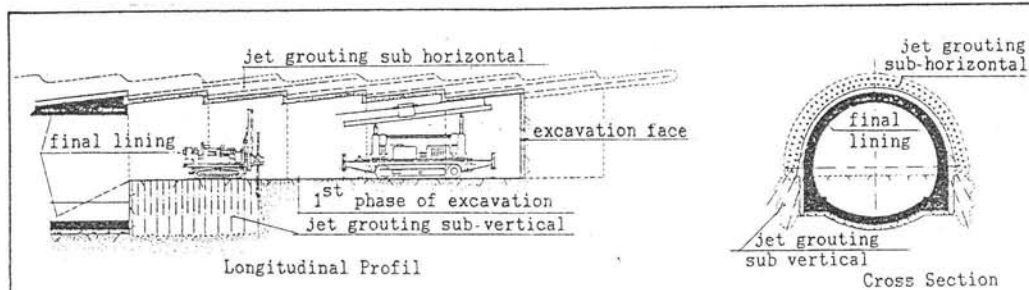 jet grouting sub horizontal
final lining
excavation face
1st phase of excavation
jet grouting sub-vertical
Longitudinal Profil
jet grouting
sub-horizontal
final
lining
jet grouting
sub vertical
Cross Section